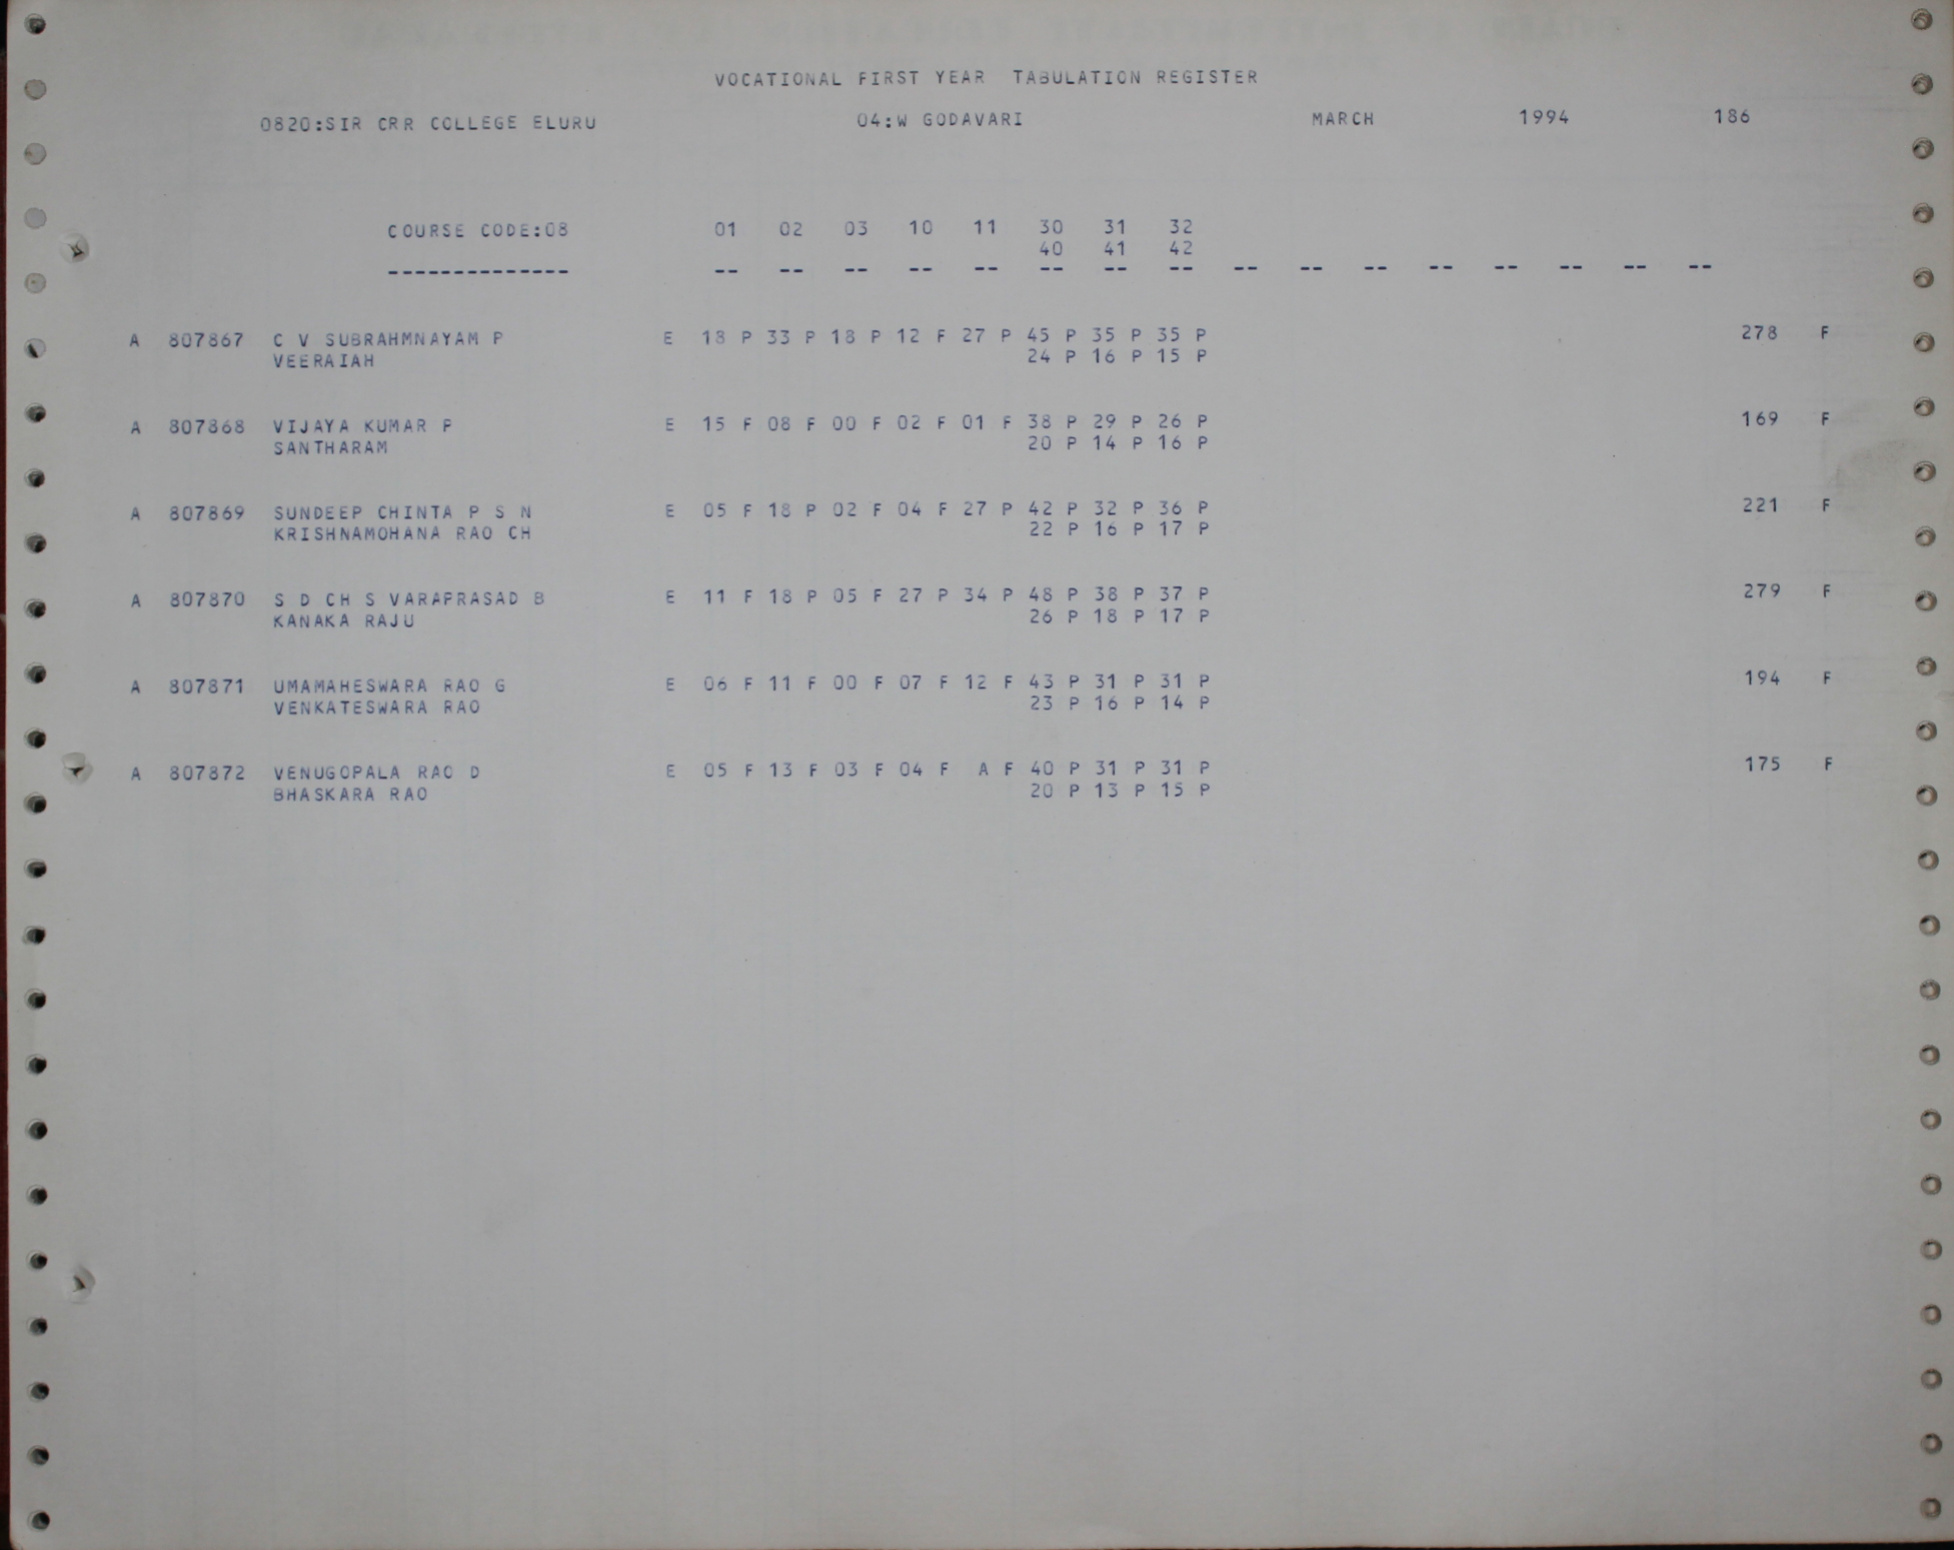 VOCATIONAL FIRST YEAR TABULATION REGISTER
0820:SIR CRR COLLEGE ELURU 04:W GODAVARI MARCH 1994 186
COURSE CODE:08 01 02 03 10 11 30 31 32
40 41 42
-------------- -- -- -- -- -- -- -- -- -- -- -- -- -- -- -- --
A 807867 C V SUBRAHMNAYAM P E 18 P 33 P 18 P 12 F 27 P 45 P 35 P 35 P 278 F
VEERAIAH 24 P 16 P 15 P
A 807868 VIJAYA KUMAR P E 15 F 08 F 00 F 02 F 01 F 38 P 29 P 26 P 169 F
SANTHARAM 20 P 14 P 16 P
A 807869 SUNDEEP CHINTA P S N E 05 F 18 P 02 F 04 F 27 P 42 P 32 P 36 P 221 F
KRISHNAMOHANA RAO CH 22 P 16 P 17 P
A 807870 S D CH S VARAPRASAD B E 11 F 18 P 05 F 27 P 34 P 48 P 38 P 37 P 279 F
KANAKA RAJU 26 P 18 P 17 P
A 807871 UMAMAHESWARA RAO G E 06 F 11 F 00 F 07 F 12 F 43 P 31 P 31 P 194 F
VENKATESWARA RAO 23 P 16 P 14 P
A 807872 VENUGOPALA RAO D E 05 F 13 F 03 F 04 F A F 40 P 31 P 31 P 175 F
BHASKARA RAO 20 P 13 P 15 P